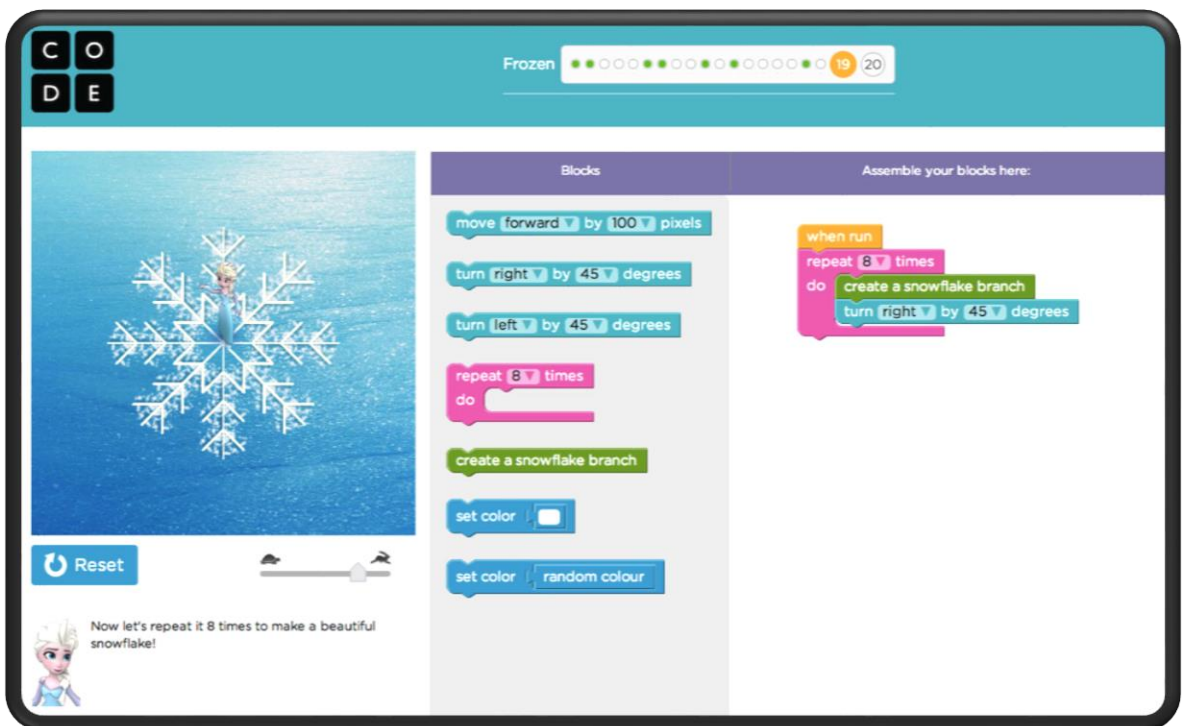 C O
D E
Frozen
19 20
Blocks
Assemble your blocks here:
move forward by 100 pixels
turn right by 45 degrees
turn left by 45 degrees
repeat 8 times
do
create a snowflake branch
set color
set color random colour
when run
repeat 8 times
do create a snowflake branch
turn right by 45 degrees
Reset
Now let's repeat it 8 times to make a beautiful
snowflake!